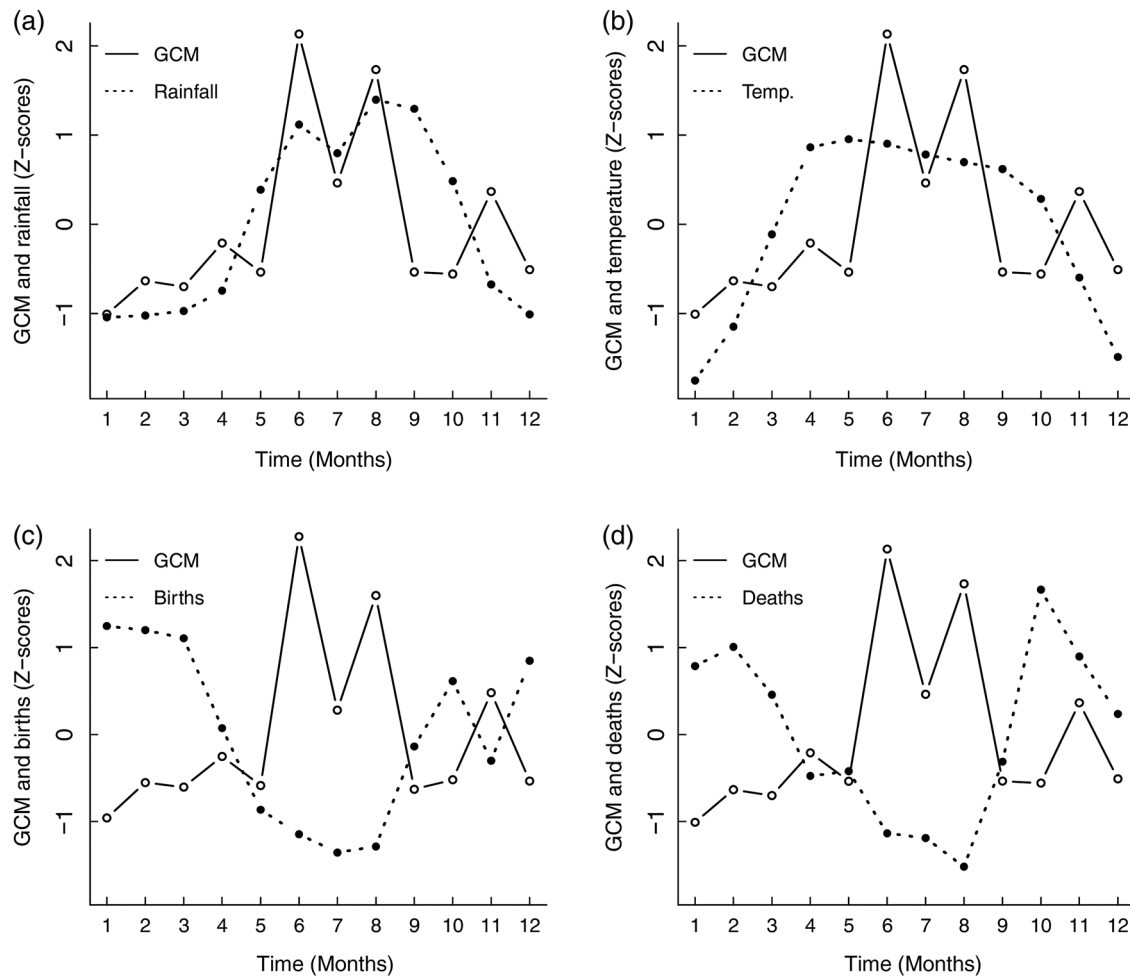 (a)
GCM and rainfall (Z−scores)
2
1
0
−1
GCM
Rainfall
1 2 3 4 5 6 7 8 9 10 11 12
Time (Months)
(b)
GCM and temperature (Z−scores)
2
1
0
−1
GCM
Temp.
1 2 3 4 5 6 7 8 9 10 11 12
Time (Months)
(c)
GCM and births (Z−scores)
2
1
0
−1
GCM
Births
1 2 3 4 5 6 7 8 9 10 11 12
Time (Months)
(d)
GCM and deaths (Z−scores)
2
1
0
−1
GCM
Deaths
1 2 3 4 5 6 7 8 9 10 11 12
Time (Months)